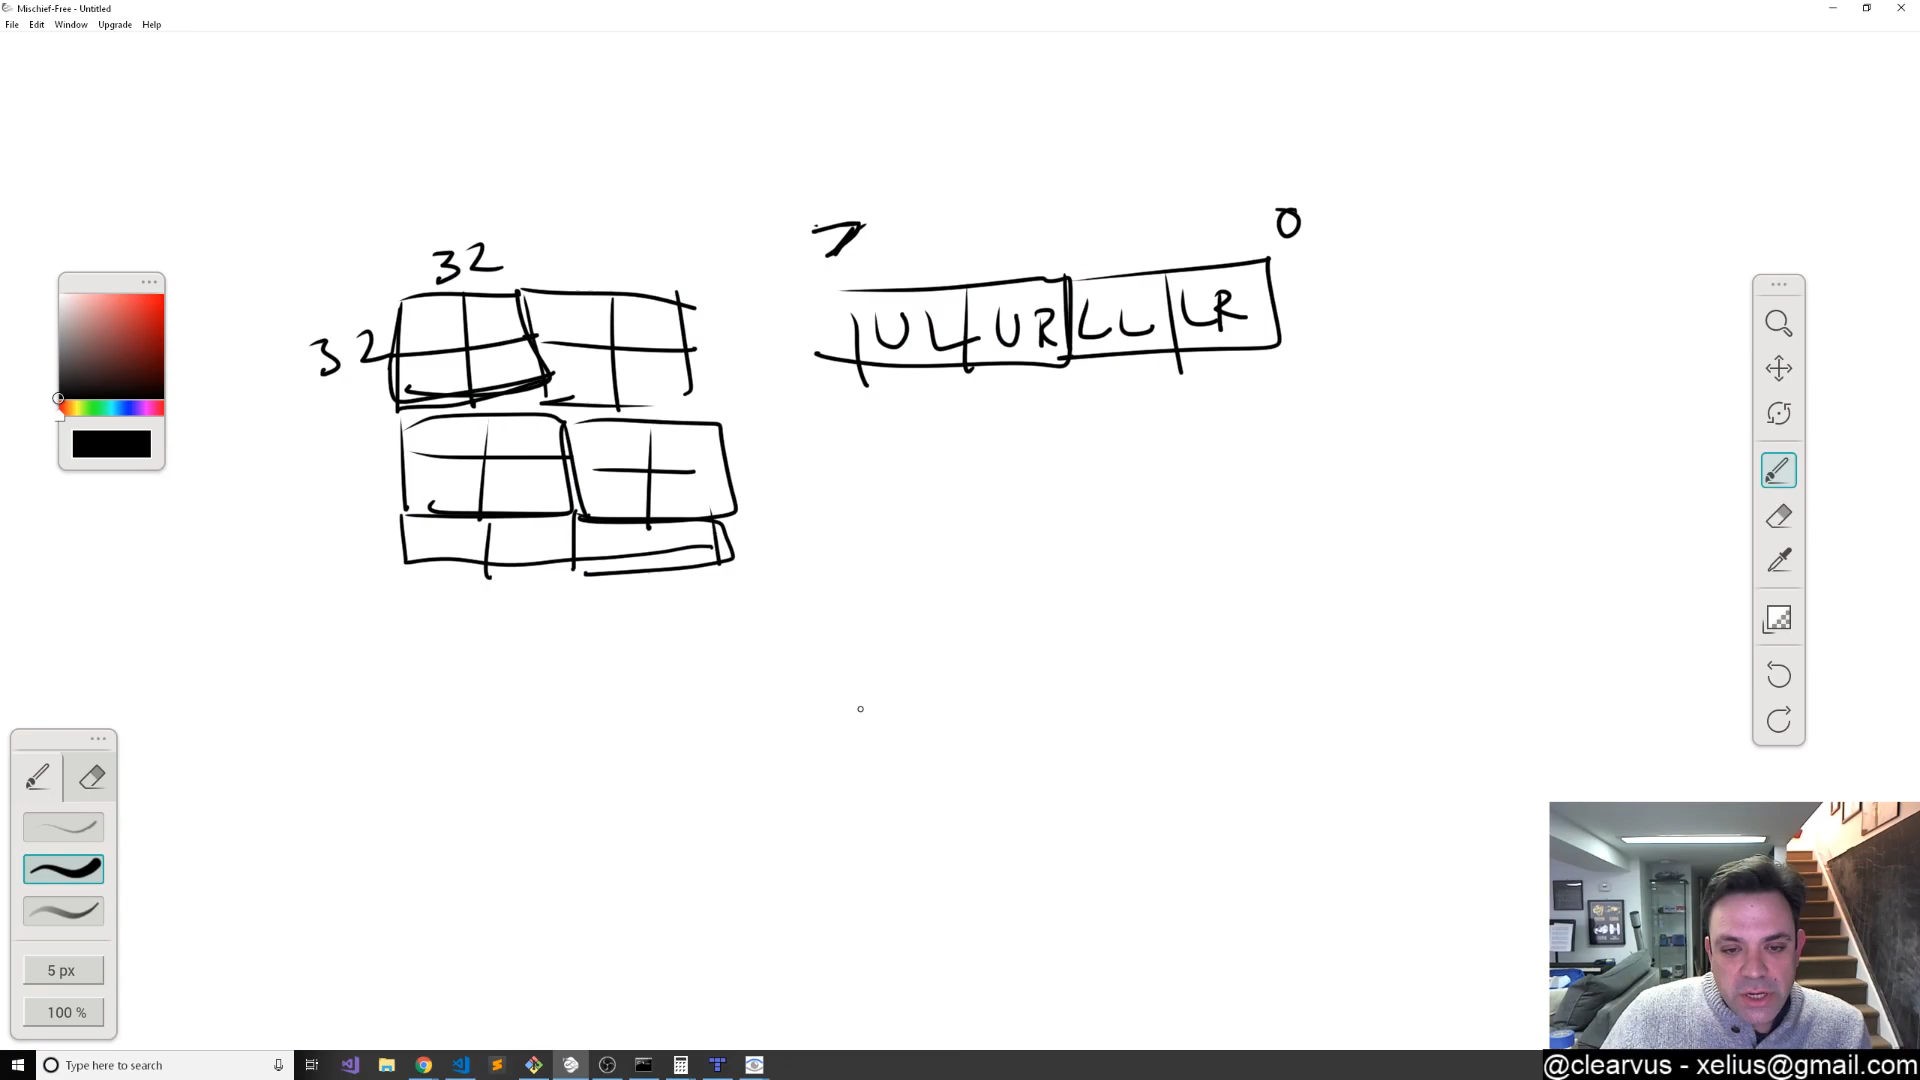 Mischief-Free - Untitled
File Edit Window Upgrade Help
7 0
32
32
UL UR LL LR
5 px
100 %
Type here to search
@clearvus - xelius@gmail.com